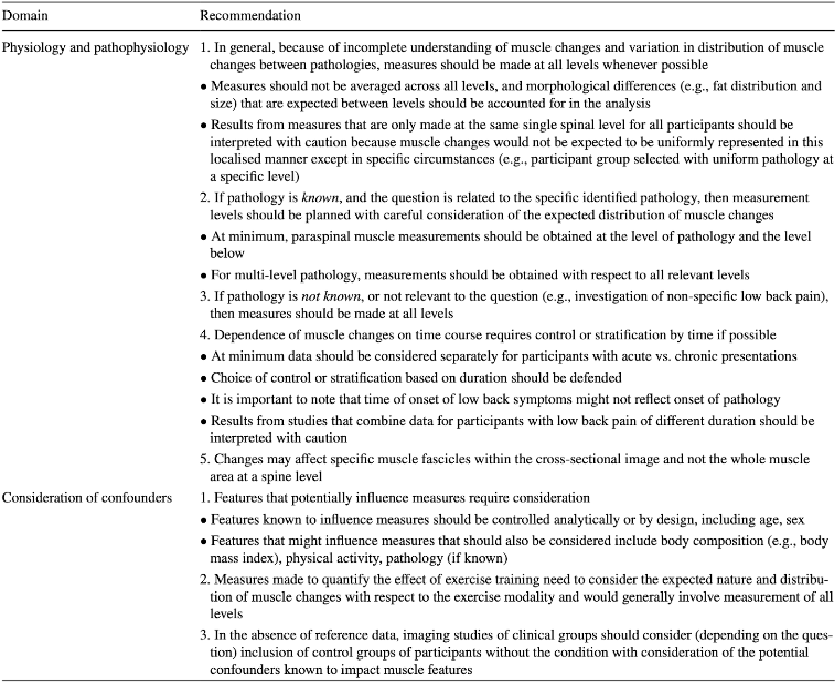 Domain Recommendation
Physiology and pathophysiology 1. In general, because of incomplete understanding of muscle changes and variation in distribution of muscle
changes between pathologies, measures should be made at all levels whenever possible
• Measures should not be averaged across all levels, and morphological differences (e.g., fat distribution and
size) that are expected between levels should be accounted for in the analysis
• Results from measures that are only made at the same single spinal level for all participants should be
interpreted with caution because muscle changes would not be expected to be uniformly represented in this
localised manner except in specific circumstances (e.g., participant group selected with uniform pathology at
a specific level)
2. If pathology is known, and the question is related to the specific identified pathology, then measurement
levels should be planned with careful consideration of the expected distribution of muscle changes
• At minimum, paraspinal muscle measurements should be obtained at the level of pathology and the level
below
• For multi-level pathology, measurements should be obtained with respect to all relevant levels
3. If pathology is not known, or not relevant to the question (e.g., investigation of non-specific low back pain),
then measures should be made at all levels
4. Dependence of muscle changes on time course requires control or stratification by time if possible
• At minimum data should be considered separately for participants with acute vs. chronic presentations
• Choice of control or stratification based on duration should be defended
• It is important to note that time of onset of low back symptoms might not reflect onset of pathology
• Results from studies that combine data for participants with low back pain of different duration should be
interpreted with caution
5. Changes may affect specific muscle fascicles within the cross-sectional image and not the whole muscle
area at a spine level
Consideration of confounders 1. Features that potentially influence measures require consideration
• Features known to influence measures should be controlled analytically or by design, including age, sex
• Features that might influence measures that should also be considered include body composition (e.g., body
mass index), physical activity, pathology (if known)
2. Measures made to quantify the effect of exercise training need to consider the expected nature and distribu-
tion of muscle changes with respect to the exercise modality and would generally involve measurement of all
levels
3. In the absence of reference data, imaging studies of clinical groups should consider (depending on the ques-
tion) inclusion of control groups of participants without the condition with consideration of the potential
confounders known to impact muscle features